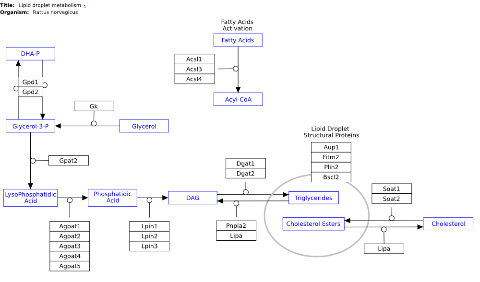 Title: Lipid droplet metabolism
Organism: Rattus norvegicus
Fatty Acids
Activation
Fatty Acids
DHA-P
Acsl1
Acsl3
Acsl4
Gpd1
Gpd2
Acyl-CoA
Gk
Glycerol-3-P
Glycerol
Lipid Droplet
Structural Proteins
Aup1
Fitm2
Plin2
Bscl2
Gpat2
Dgat1
Dgat2
Soat1
Soat2
LysoPhosphatidic
Acid
Phosphatidic
Acid
DAG
Triglycerides
Agpat1
Agpat2
Agpat3
Agpat4
Agpat5
Lpin1
Lpin2
Lpin3
Pnpla2
Lipa
Cholesterol Esters
Cholesterol
Lipa